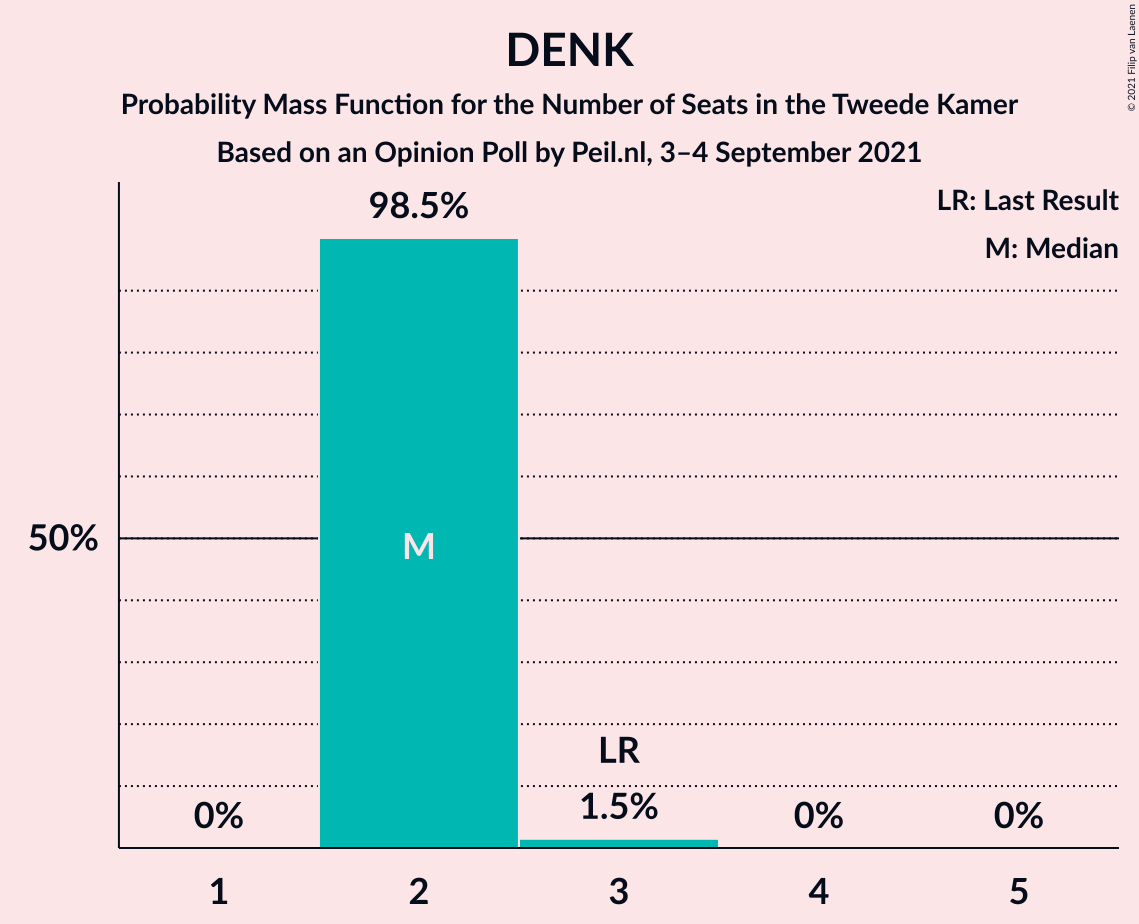 DENK
Probability Mass Function for the Number of Seats in the Tweede Kamer
Based on an Opinion Poll by Peil.nl, 3–4 September 2021
© 2021 Filip van Laenen
LR: Last Result
M: Median
98.5%
50%
M
LR
0%
1.5%
0%
0%
1
2
3
4
5